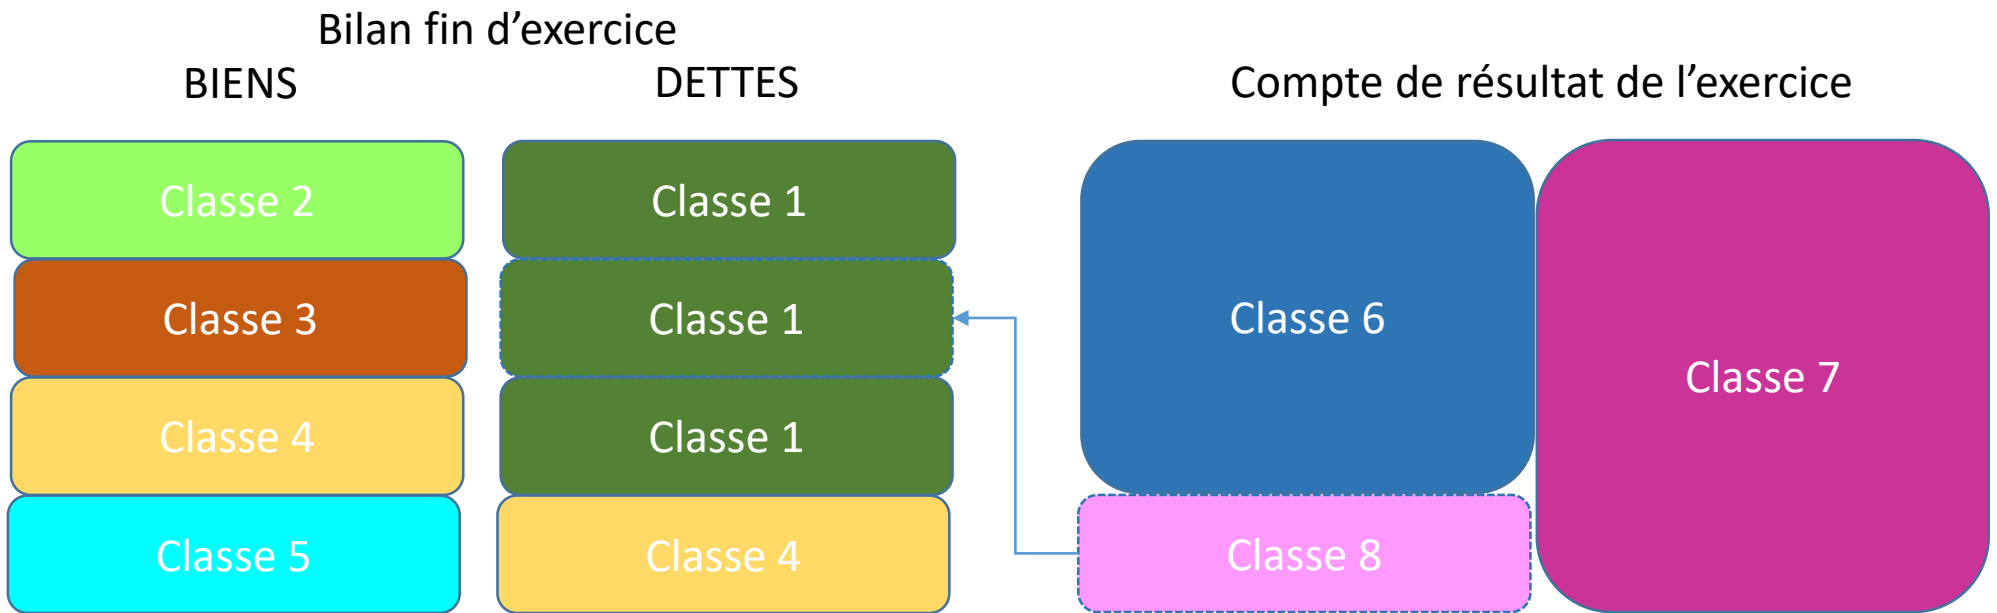 Bilan fin d’exercice
BIENS
DETTES
Compte de résultat de l’exercice
Classe 2
Classe 3
Classe 4
Classe 5
Classe 1
Classe 1
Classe 1
Classe 4
Classe 6
Classe 8
Classe 7